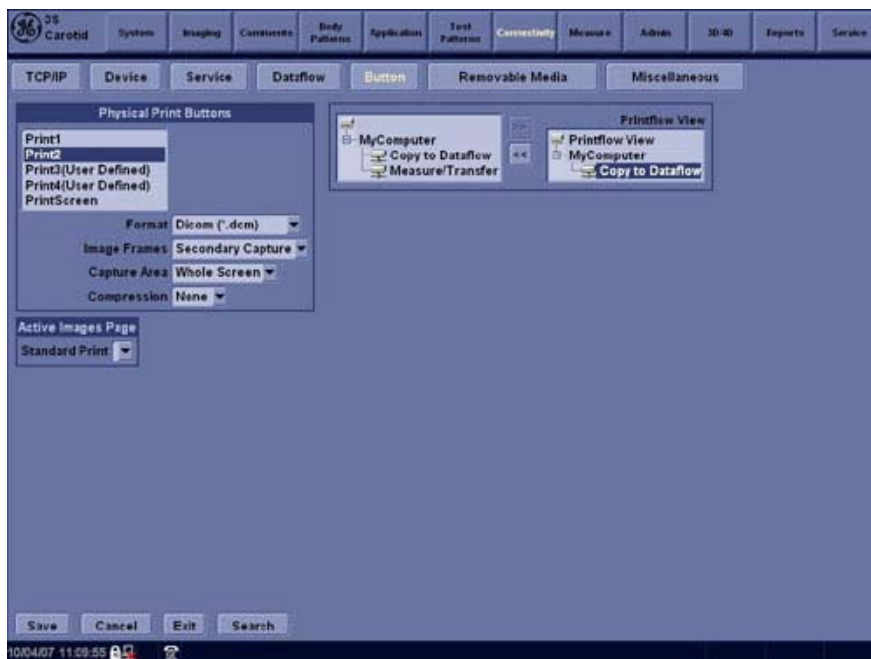 3S
Carotid
System
Imaging
Comments
Body
Patterns
Application
Test
Patterns
Connectivity
Measure
Admin
3D-4D
Reports
Service
TCP/IP
Device
Service
Dataflow
Button
Removable Media
Miscellaneous
Physical Print Buttons
Print1
Print2
Print3(User Defined)
Print4(User Defined)
PrintScreen
Format Dicom (*.dcm)
Image Frames Secondary Capture
Capture Area Whole Screen
Compression None
MyComputer
Copy to Dataflow
Measure/Transfer
>>
<<
Printflow View
Printflow View
MyComputer
Copy to Dataflow
Active Images Page
Standard Print
Save
Cancel
Exit
Search
10/04/07 11:09:55